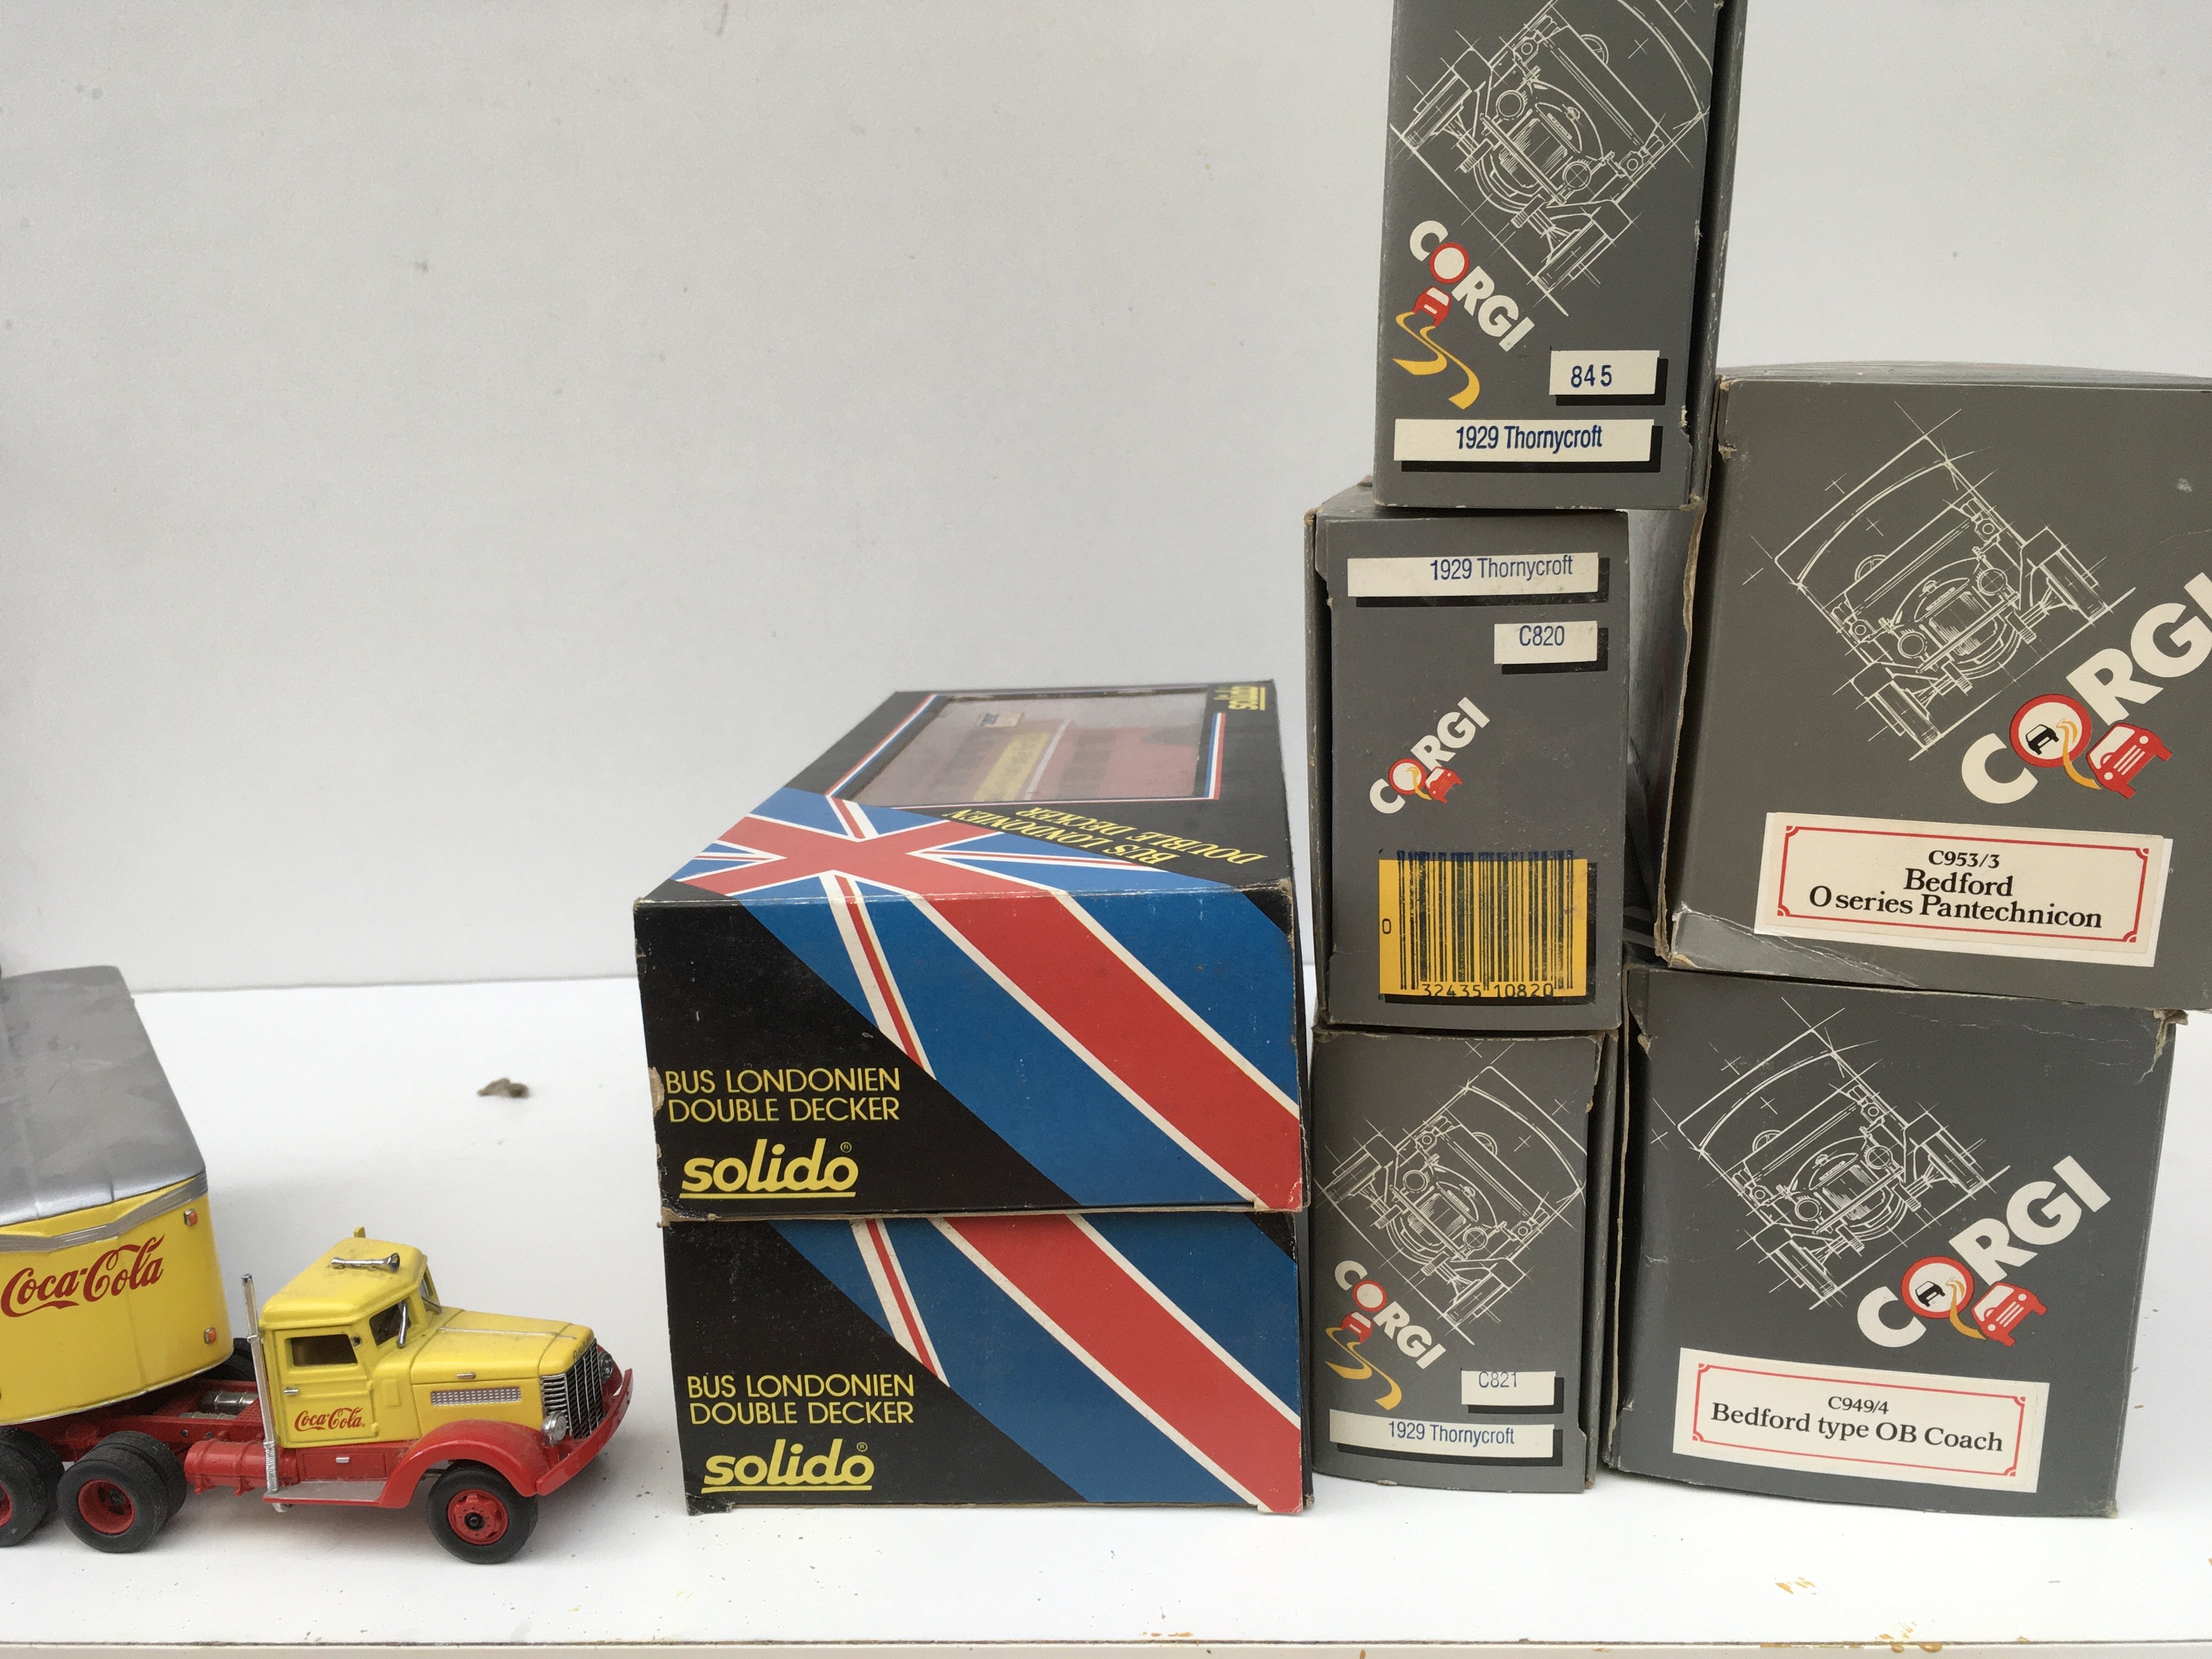 Coca-Cola
Coca-Cola
solido
BUS LONDONIEN
DOUBLE DECKER
BUS LONDONIEN
DOUBLE DECKER
solido®
BUS LONDONIEN
DOUBLE DECKER
solido®
CORGI
845
1929 Thornycroft
1929 Thornycroft
C820
CORGI
0 32435 10820
CORGI
C821
1929 Thornycroft
CORGI
C953/3
Bedford
O series Pantechnicon
CORGI
C949/4
Bedford type OB Coach